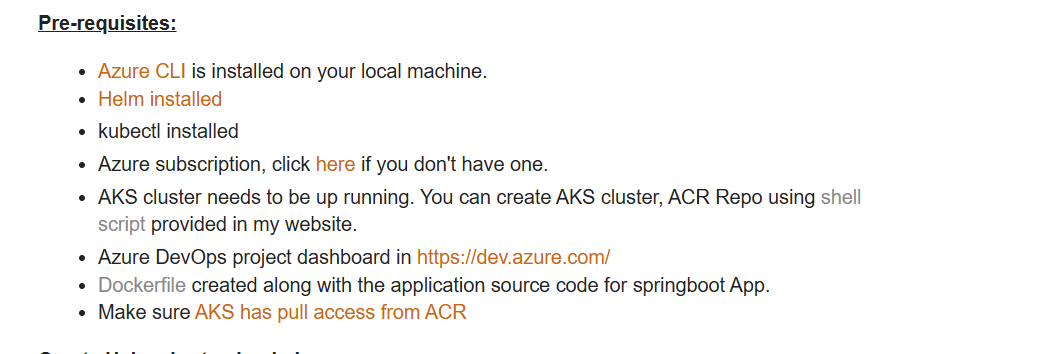 Pre-requisites:
Azure CLI is installed on your local machine.
Helm installed
kubectl installed
Azure subscription, click here if you don't have one.
AKS cluster needs to be up running. You can create AKS cluster, ACR Repo using shell
script provided in my website.
Azure DevOps project dashboard in https://dev.azure.com/
Dockerfile created along with the application source code for springboot App.
Make sure AKS has pull access from ACR